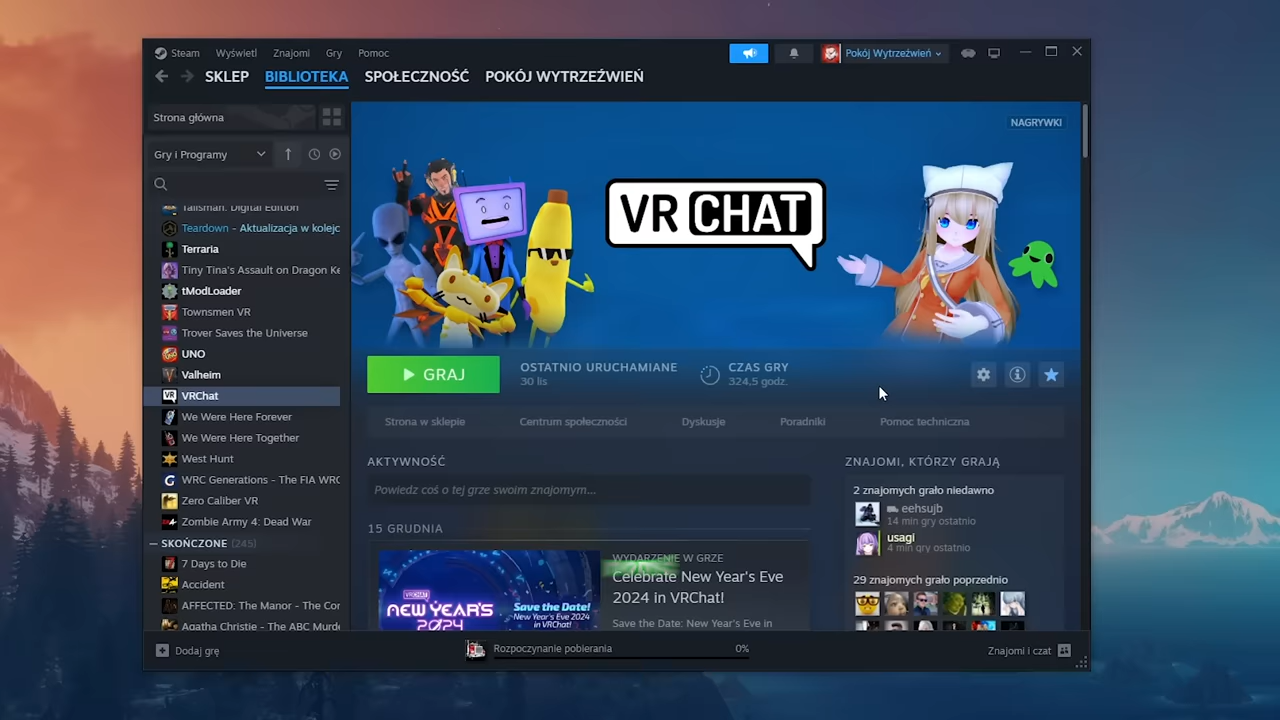 Steam Wyświetl Znajomi Gry Pomoc
Pokój Wytrzeźwień
SKLEP BIBLIOTEKA SPOŁECZNOŚĆ POKÓJ WYTRZEŹWIEŃ
Strona główna
Gry i Programy
Talisman: Digital Edition
Teardown - Aktualizacja w kolejc
Terraria
Tiny Tina's Assault on Dragon Ke
tModLoader
Townsmen VR
Trover Saves the Universe
UNO
Valheim
VRChat
We Were Here Forever
We Were Here Together
West Hunt
WRC Generations - The FIA WRC
Zero Caliber VR
Zombie Army 4: Dead War
SKOŃCZONE (245)
7 Days to Die
Accident
AFFECTED: The Manor - The Con
Agatha Christie - The ABC Murde
NAGRYWKI
VRCHAT
GRAJ
OSTATNIO URUCHAMIANE
30 lis
CZAS GRY
324,5 godz.
Strona w sklepie Centrum społeczności Dyskusje Poradniki Pomoc techniczna
AKTYWNOŚĆ
Powiedz coś o tej grze swoim znajomym...
15 GRUDNIA
VRCHAT
NEW YEAR'S
2024
Save the Date!
New Year's Eve 2024
in VRChat!
WYDARZENIE W GRZE
Celebrate New Year's Eve
2024 in VRChat!
Save the Date: New Year's Eve in
ZNAJOMI, KTÓRZY GRAJĄ
2 znajomych grało niedawno
eehsujb
14 min gry ostatnio
usagi
4 min gry ostatnio
29 znajomych grało poprzednio
Dodaj grę
Rozpoczynanie pobierania 0%
Znajomi i czat